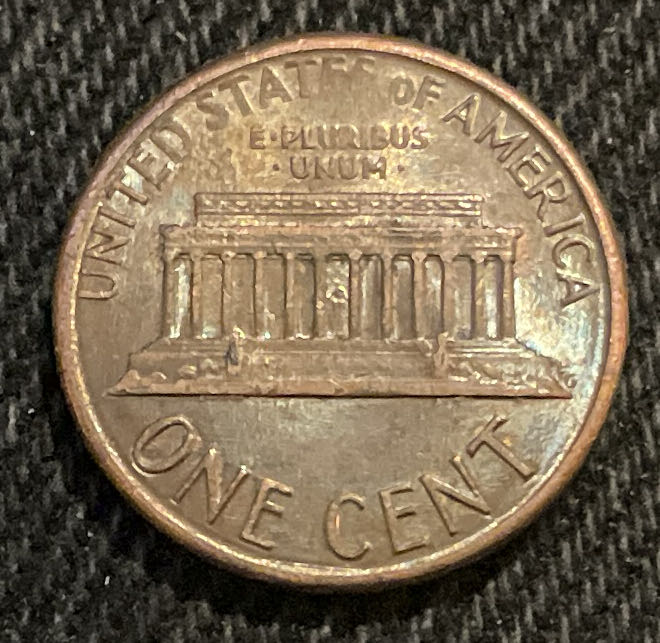 UNITED STATES OF AMERICA
E·PLURIBUS
·UNUM·
ONE CENT